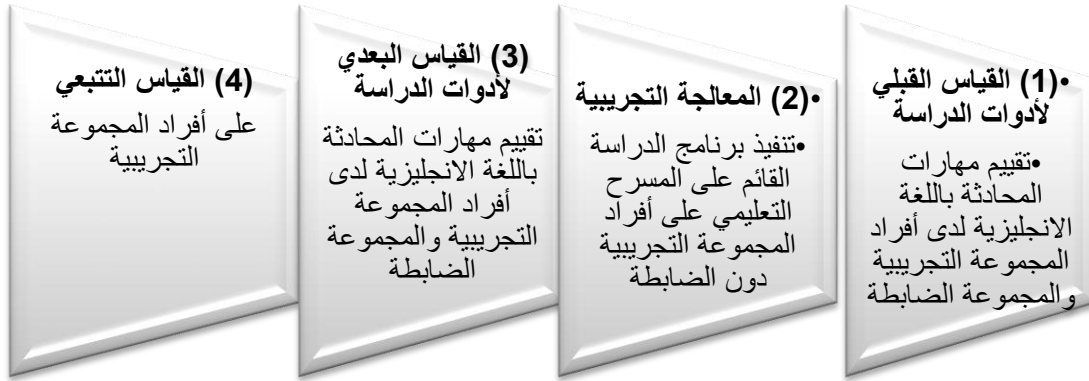 •(1) القياس القبلي
لأدوات الدراسة
•تقييم مهارات
المحادثة باللغة
الانجليزية لدى أفراد
المجموعة التجريبية
والمجموعة الضابطة
•(2) المعالجة التجريبية
•تنفيذ برنامج الدراسة
القائم على المسرح
التعليمي على أفراد
المجموعة التجريبية
دون الضابطة
(3) القياس البعدي
لأدوات الدراسة
تقييم مهارات المحادثة
باللغة الانجليزية لدى
أفراد المجموعة
التجريبية والمجموعة
الضابطة
(4) القياس التتبعي
على أفراد المجموعة
التجريبية